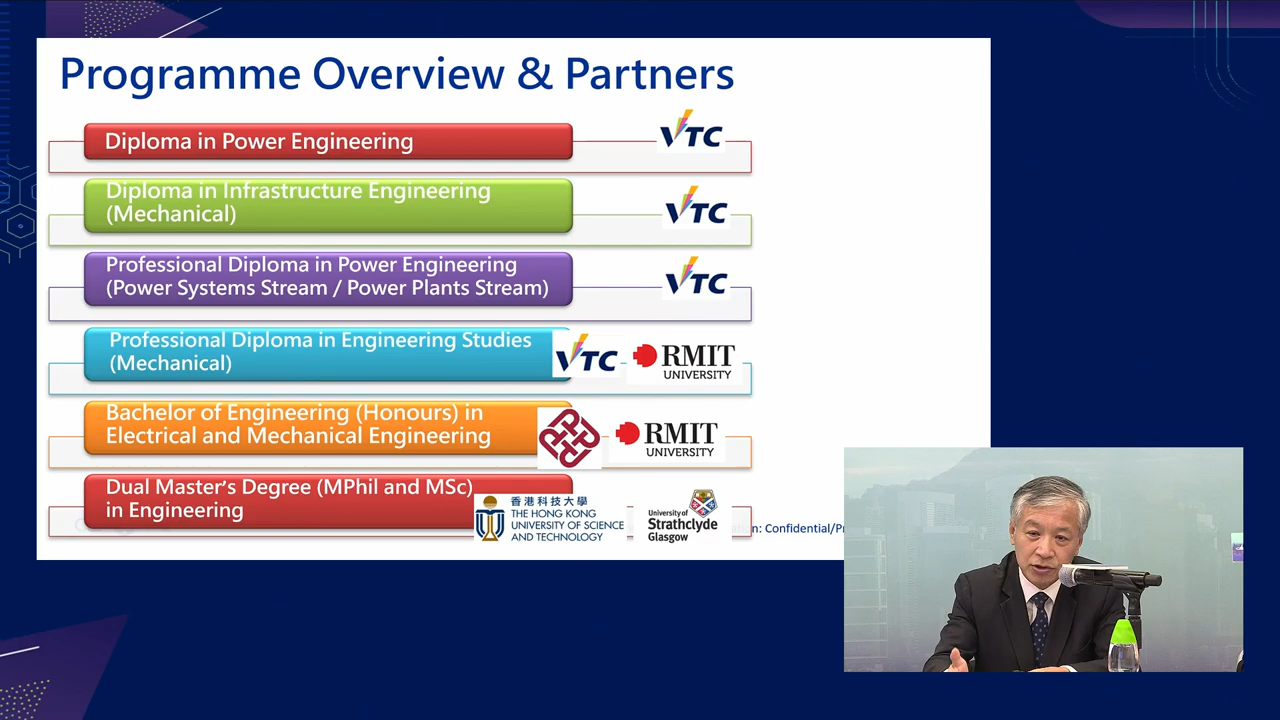 Programme Overview & Partners
Diploma in Power Engineering
VTC
Diploma in Infrastructure Engineering
(Mechanical)
VTC
Professional Diploma in Power Engineering
(Power Systems Stream / Power Plants Stream)
VTC
Professional Diploma in Engineering Studies
(Mechanical)
VTC
RMIT
UNIVERSITY
Bachelor of Engineering (Honours) in
Electrical and Mechanical Engineering
RMIT
UNIVERSITY
Dual Master's Degree (MPhil and MSc)
in Engineering
香港科技大學
THE HONG KONG
UNIVERSITY OF SCIENCE
AND TECHNOLOGY
University of
Strathclyde
Glasgow
Confidential/